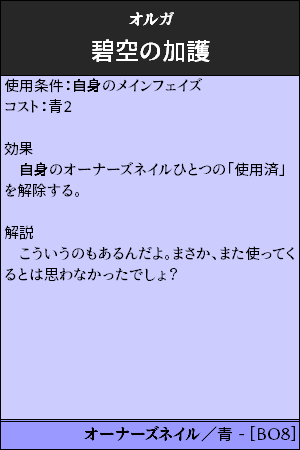 オルガ
碧空の加護
使用条件：自身のメインフェイズ
コスト：青2
効果
　自身のオーナーズネイルひとつの「使用済」
を解除する。
解説
　こういうのもあるんだよ。まさか、また使ってく
るとは思わなかったでしょ？
オーナーズネイル／青 - [BO8]